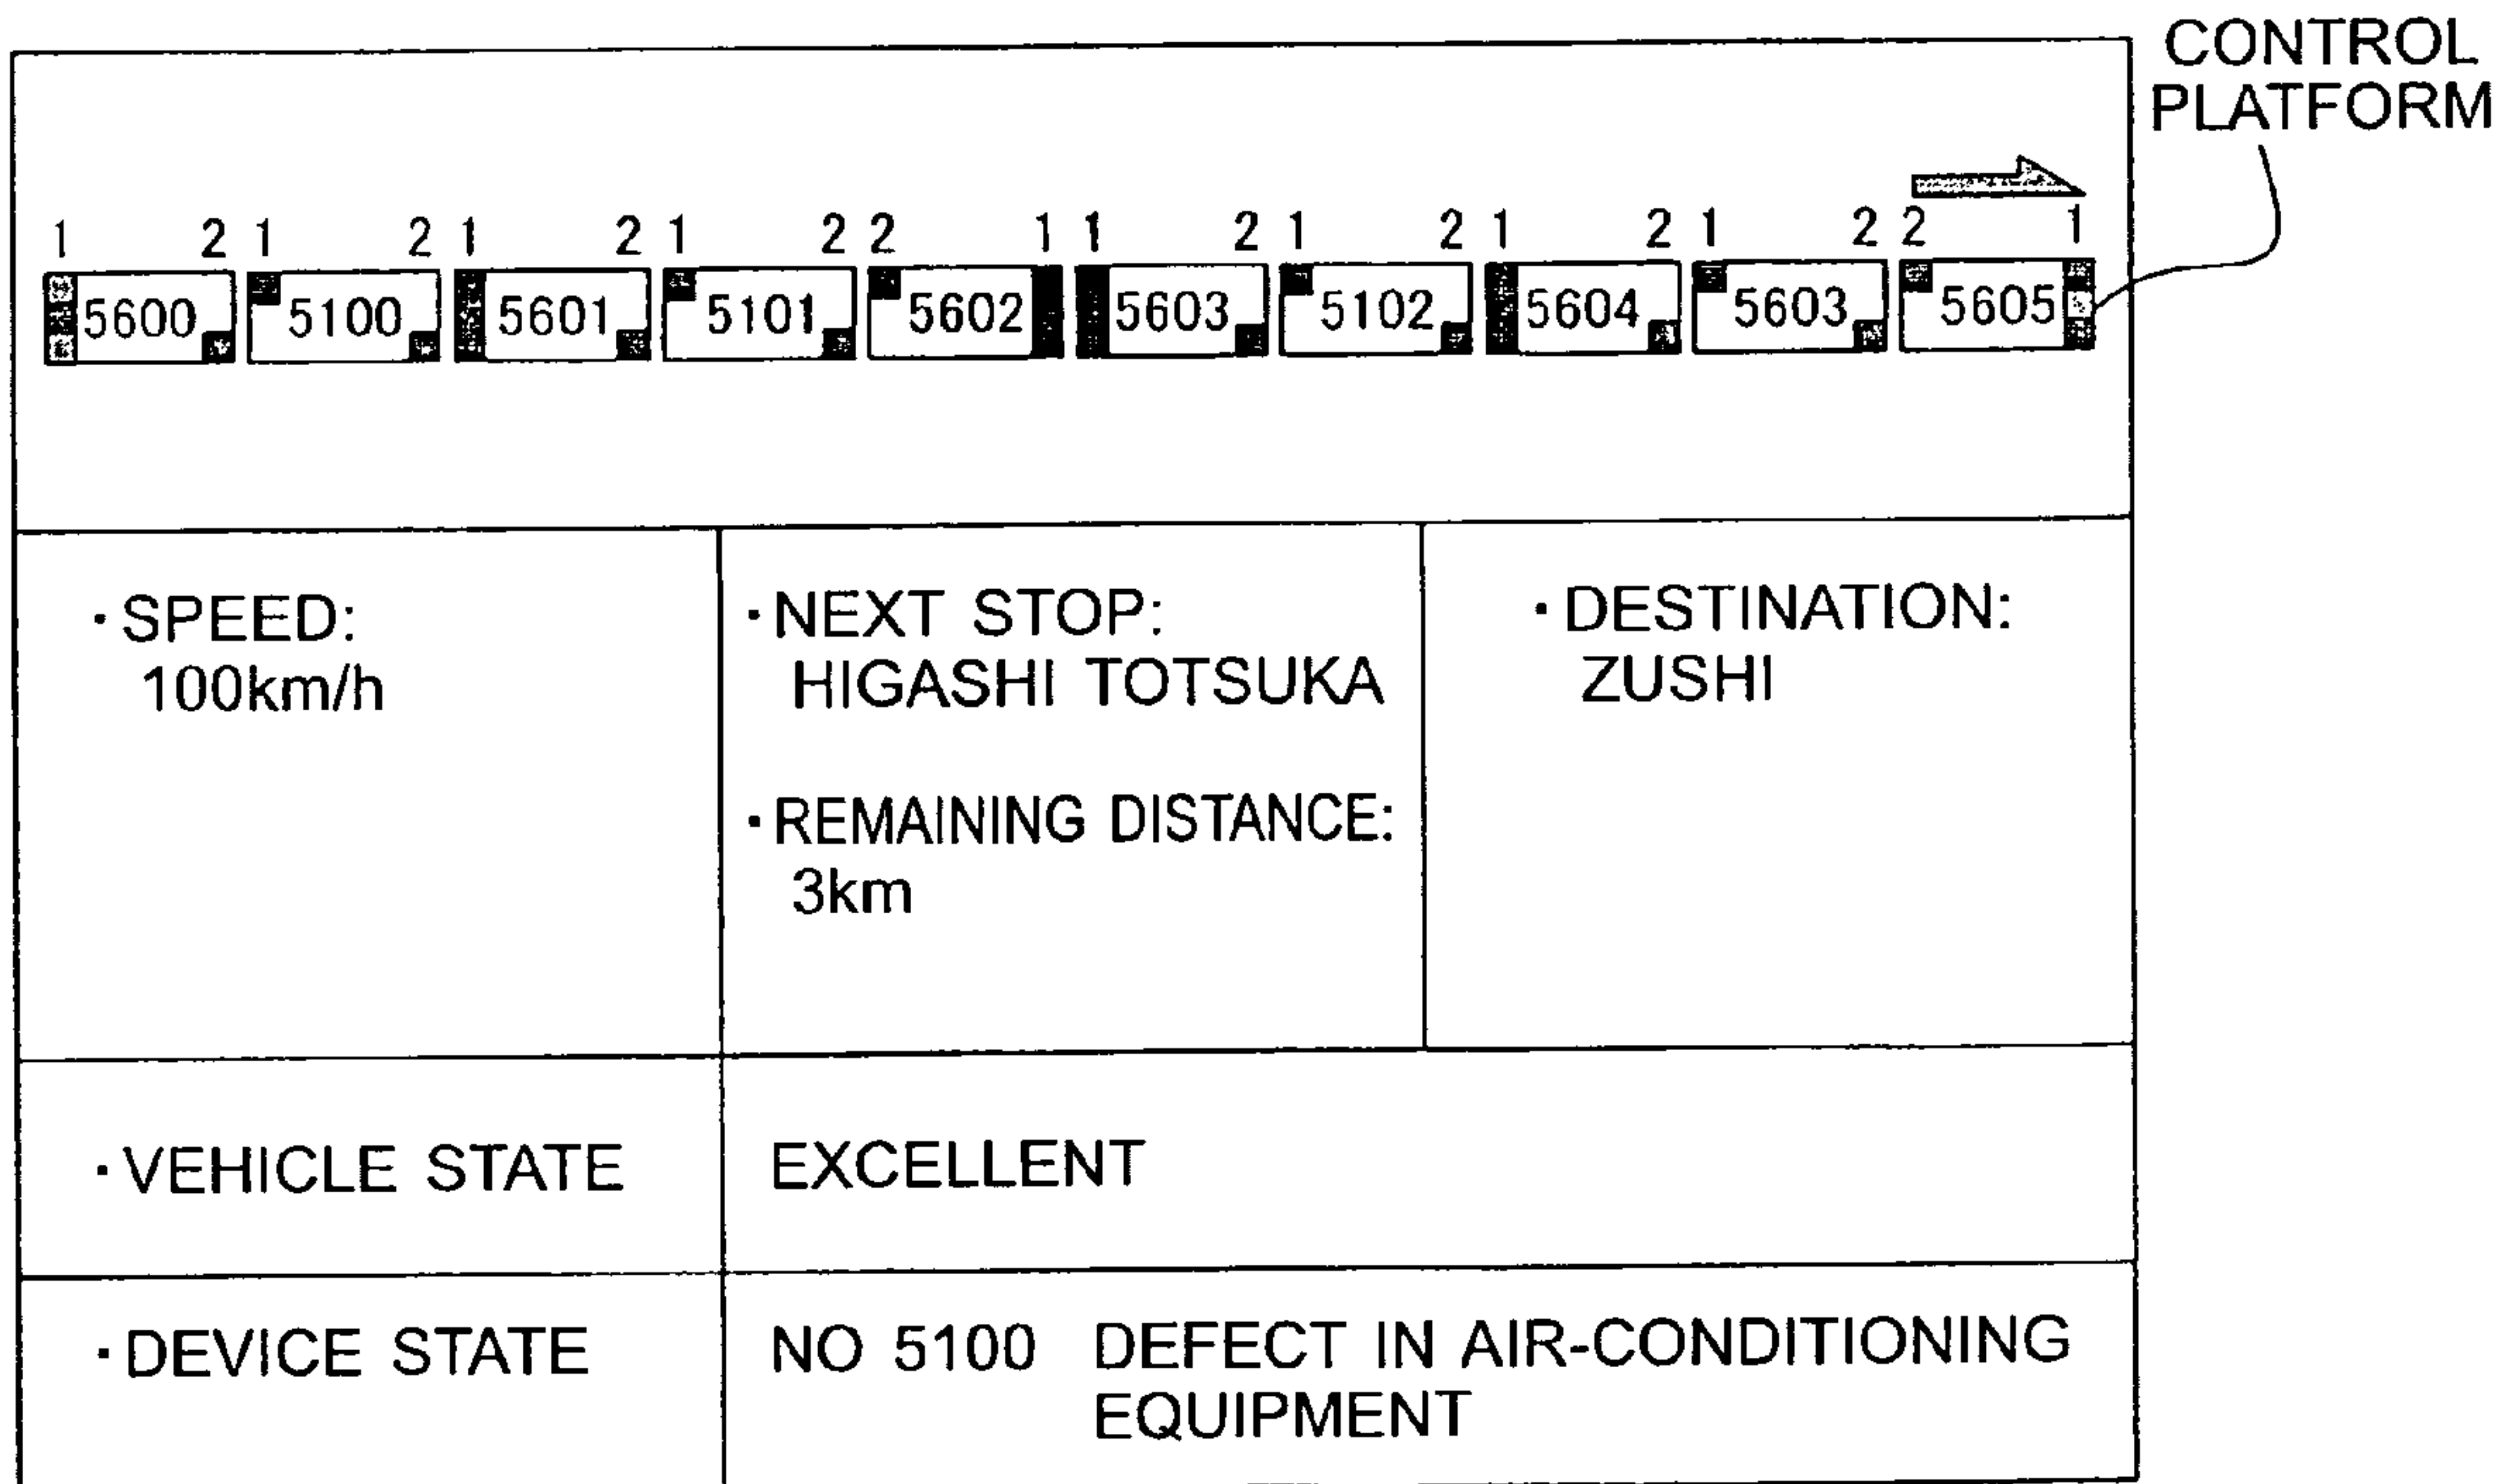 CONTROL
PLATFORM
1 2 1 2 1 2 1 2 2 1 1 2 1 2 1 2 1 2 2 1
5600 5100 5601 5101 5602 5603 5102 5604 5603 5605
・SPEED:
100km/h
・NEXT STOP:
HIGASHI TOTSUKA
・REMAINING DISTANCE:
3km
・DESTINATION:
ZUSHI
・VEHICLE STATE EXCELLENT
・DEVICE STATE NO 5100 DEFECT IN AIR-CONDITIONING
EQUIPMENT